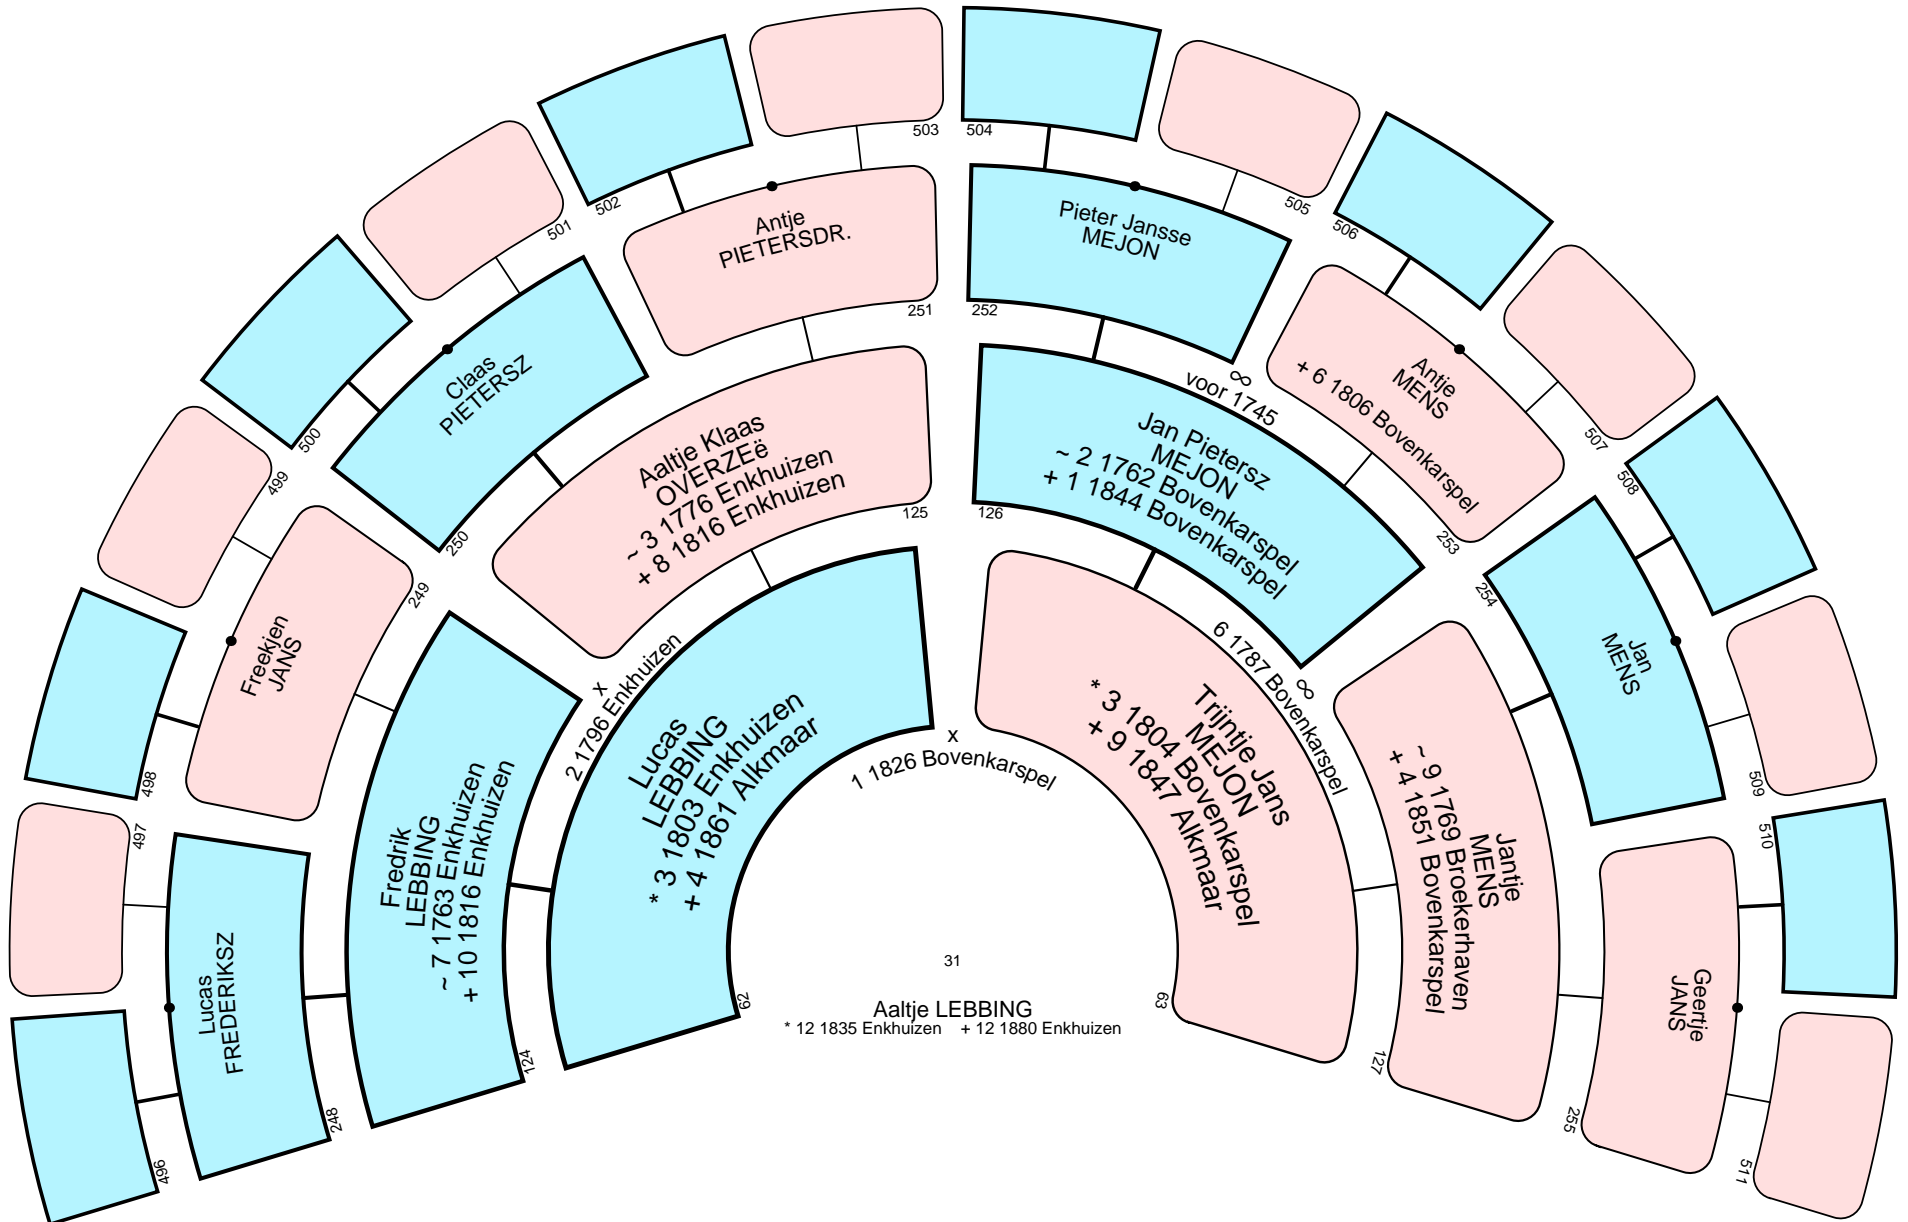 503
504
502
505
501
506
Antje
PIETERSDR.
Pieter Jansse
MEJON
251
252
500
507
Claas
PIETERSZ
Antje
MENS
+ 6 1806 Bovenkarspel
∞
voor 1745
499
508
250
253
Aaltje Klaas
OVERZEë
~ 3 1776 Enkhuizen
+ 8 1816 Enkhuizen
125
Jan Pietersz
MEJON
~ 2 1762 Bovenkarspel
+ 1 1844 Bovenkarspel
126
249
254
Freekjen
JANS
Jan
MENS
498
509
x
2 1796 Enkhuizen
∞
6 1787 Bovenkarspel
Lucas
LEBBING
* 3 1803 Enkhuizen
+ 4 1861 Alkmaar
x
1 1826 Bovenkarspel
Trijntje Jans
MEJON
* 3 1804 Bovenkarspel
+ 9 1847 Alkmaar
497
510
Fredrik
LEBBING
~ 7 1763 Enkhuizen
+ 10 1816 Enkhuizen
Jantje
MENS
~ 9 1769 Broekerhaven
+ 4 1851 Bovenkarspel
Lucas
FREDERIKSZ
Geertje
JANS
31
62
63
Aaltje LEBBING
* 12 1835 Enkhuizen + 12 1880 Enkhuizen
124
127
248
255
496
511